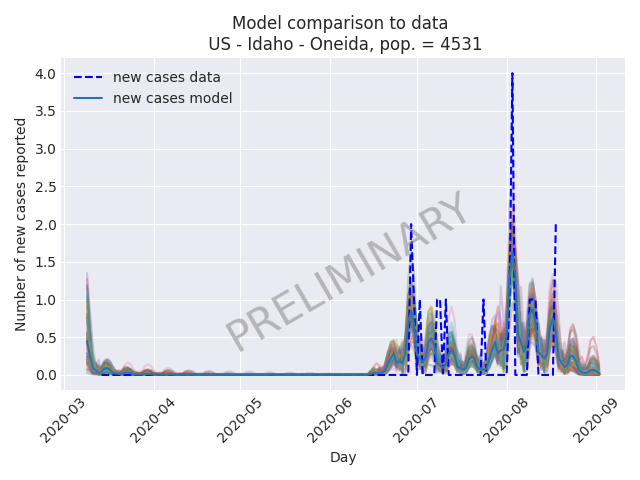 Model comparison to data
US - Idaho - Oneida, pop. = 4531
new cases data
new cases model
PRELIMINARY
Number of new cases reported
4.0
3.5
3.0
2.5
2.0
1.5
1.0
0.5
0.0
2020-03
2020-04
2020-05
2020-06
2020-07
2020-08
2020-09
Day